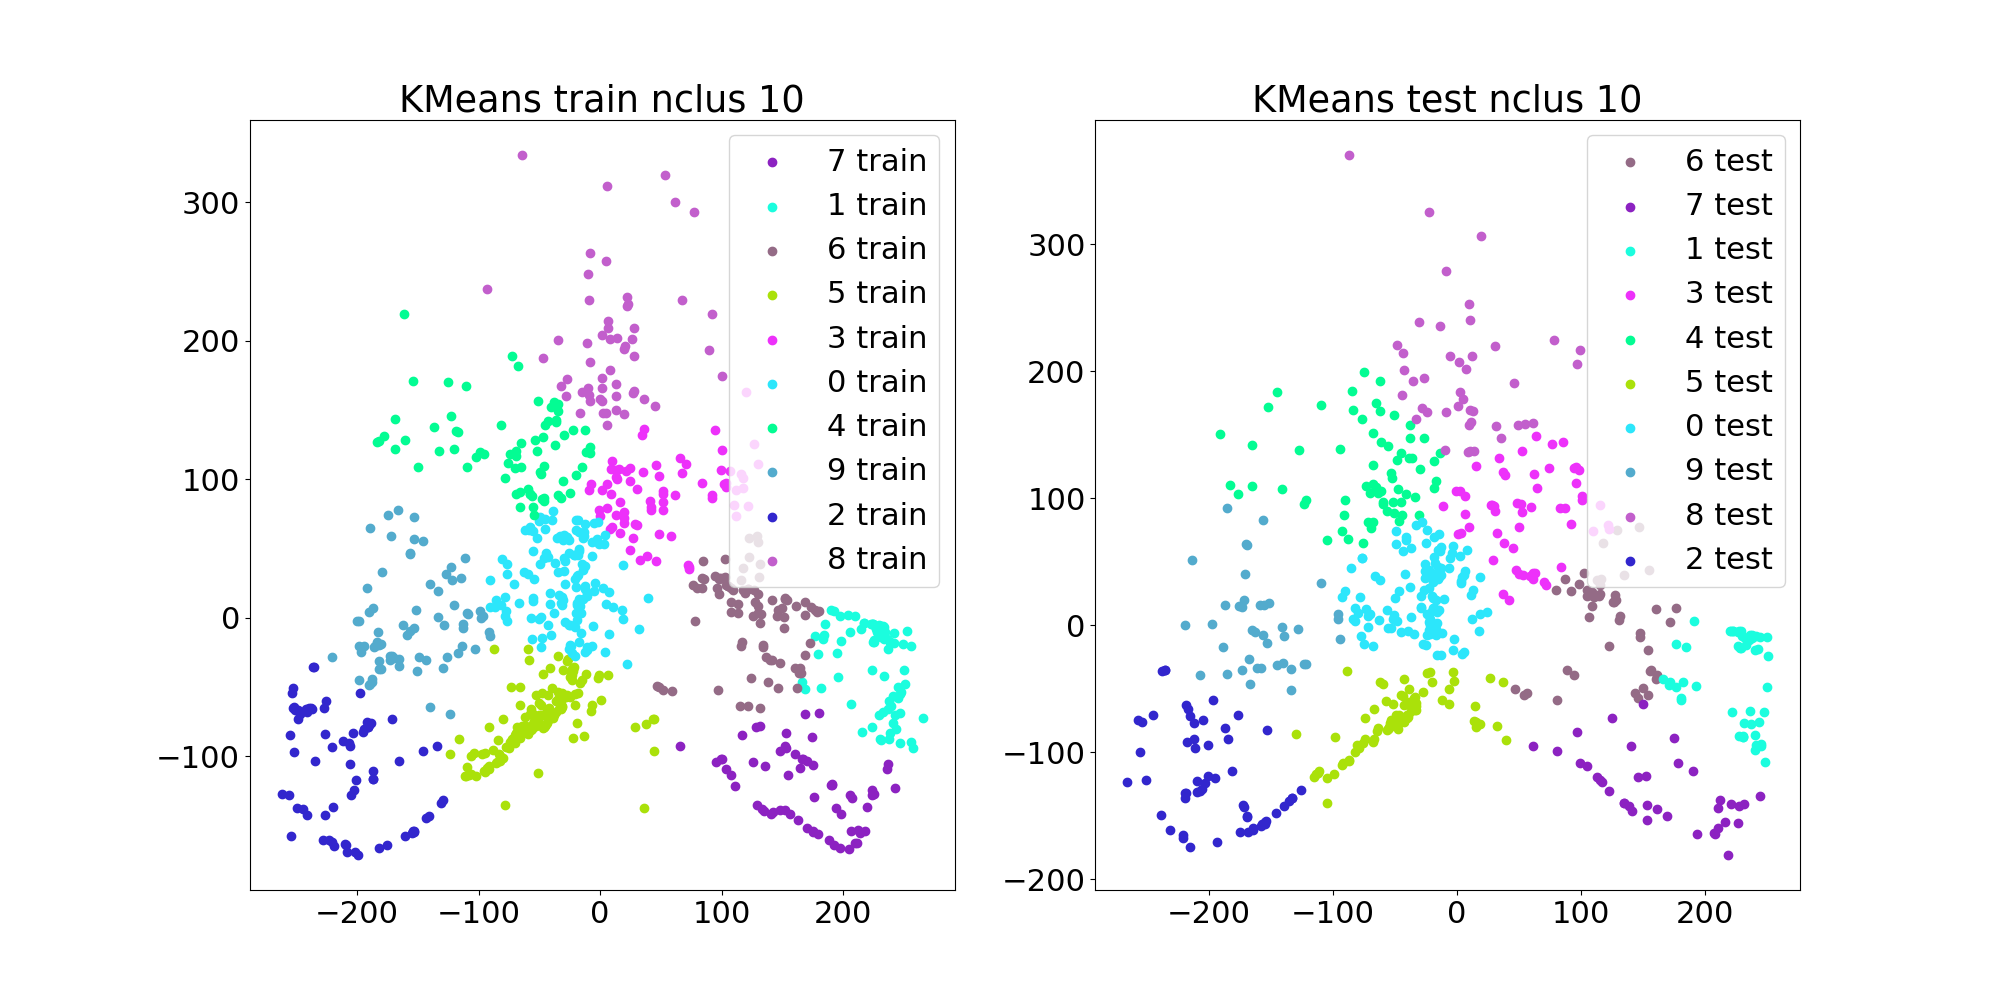 KMeans train nclus 10
300
200
100
0
−100
−200
−100
0
100
200
7 train
1 train
6 train
5 train
3 train
0 train
4 train
9 train
2 train
8 train
KMeans test nclus 10
300
200
100
0
−100
−200
−200
−100
0
100
200
6 test
7 test
1 test
3 test
4 test
5 test
0 test
9 test
8 test
2 test